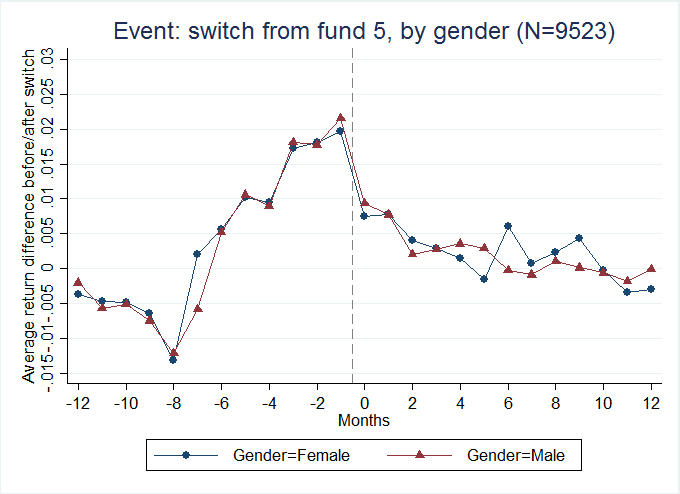 Event: switch from fund 5, by gender (N=9523)
Average return difference before/after switch
.03
.025
.02
.015
.01
.005
0
-.005
-.01
-.015
-12 -10 -8 -6 -4 -2 0 2 4 6 8 10 12
Months
Gender=Female Gender=Male